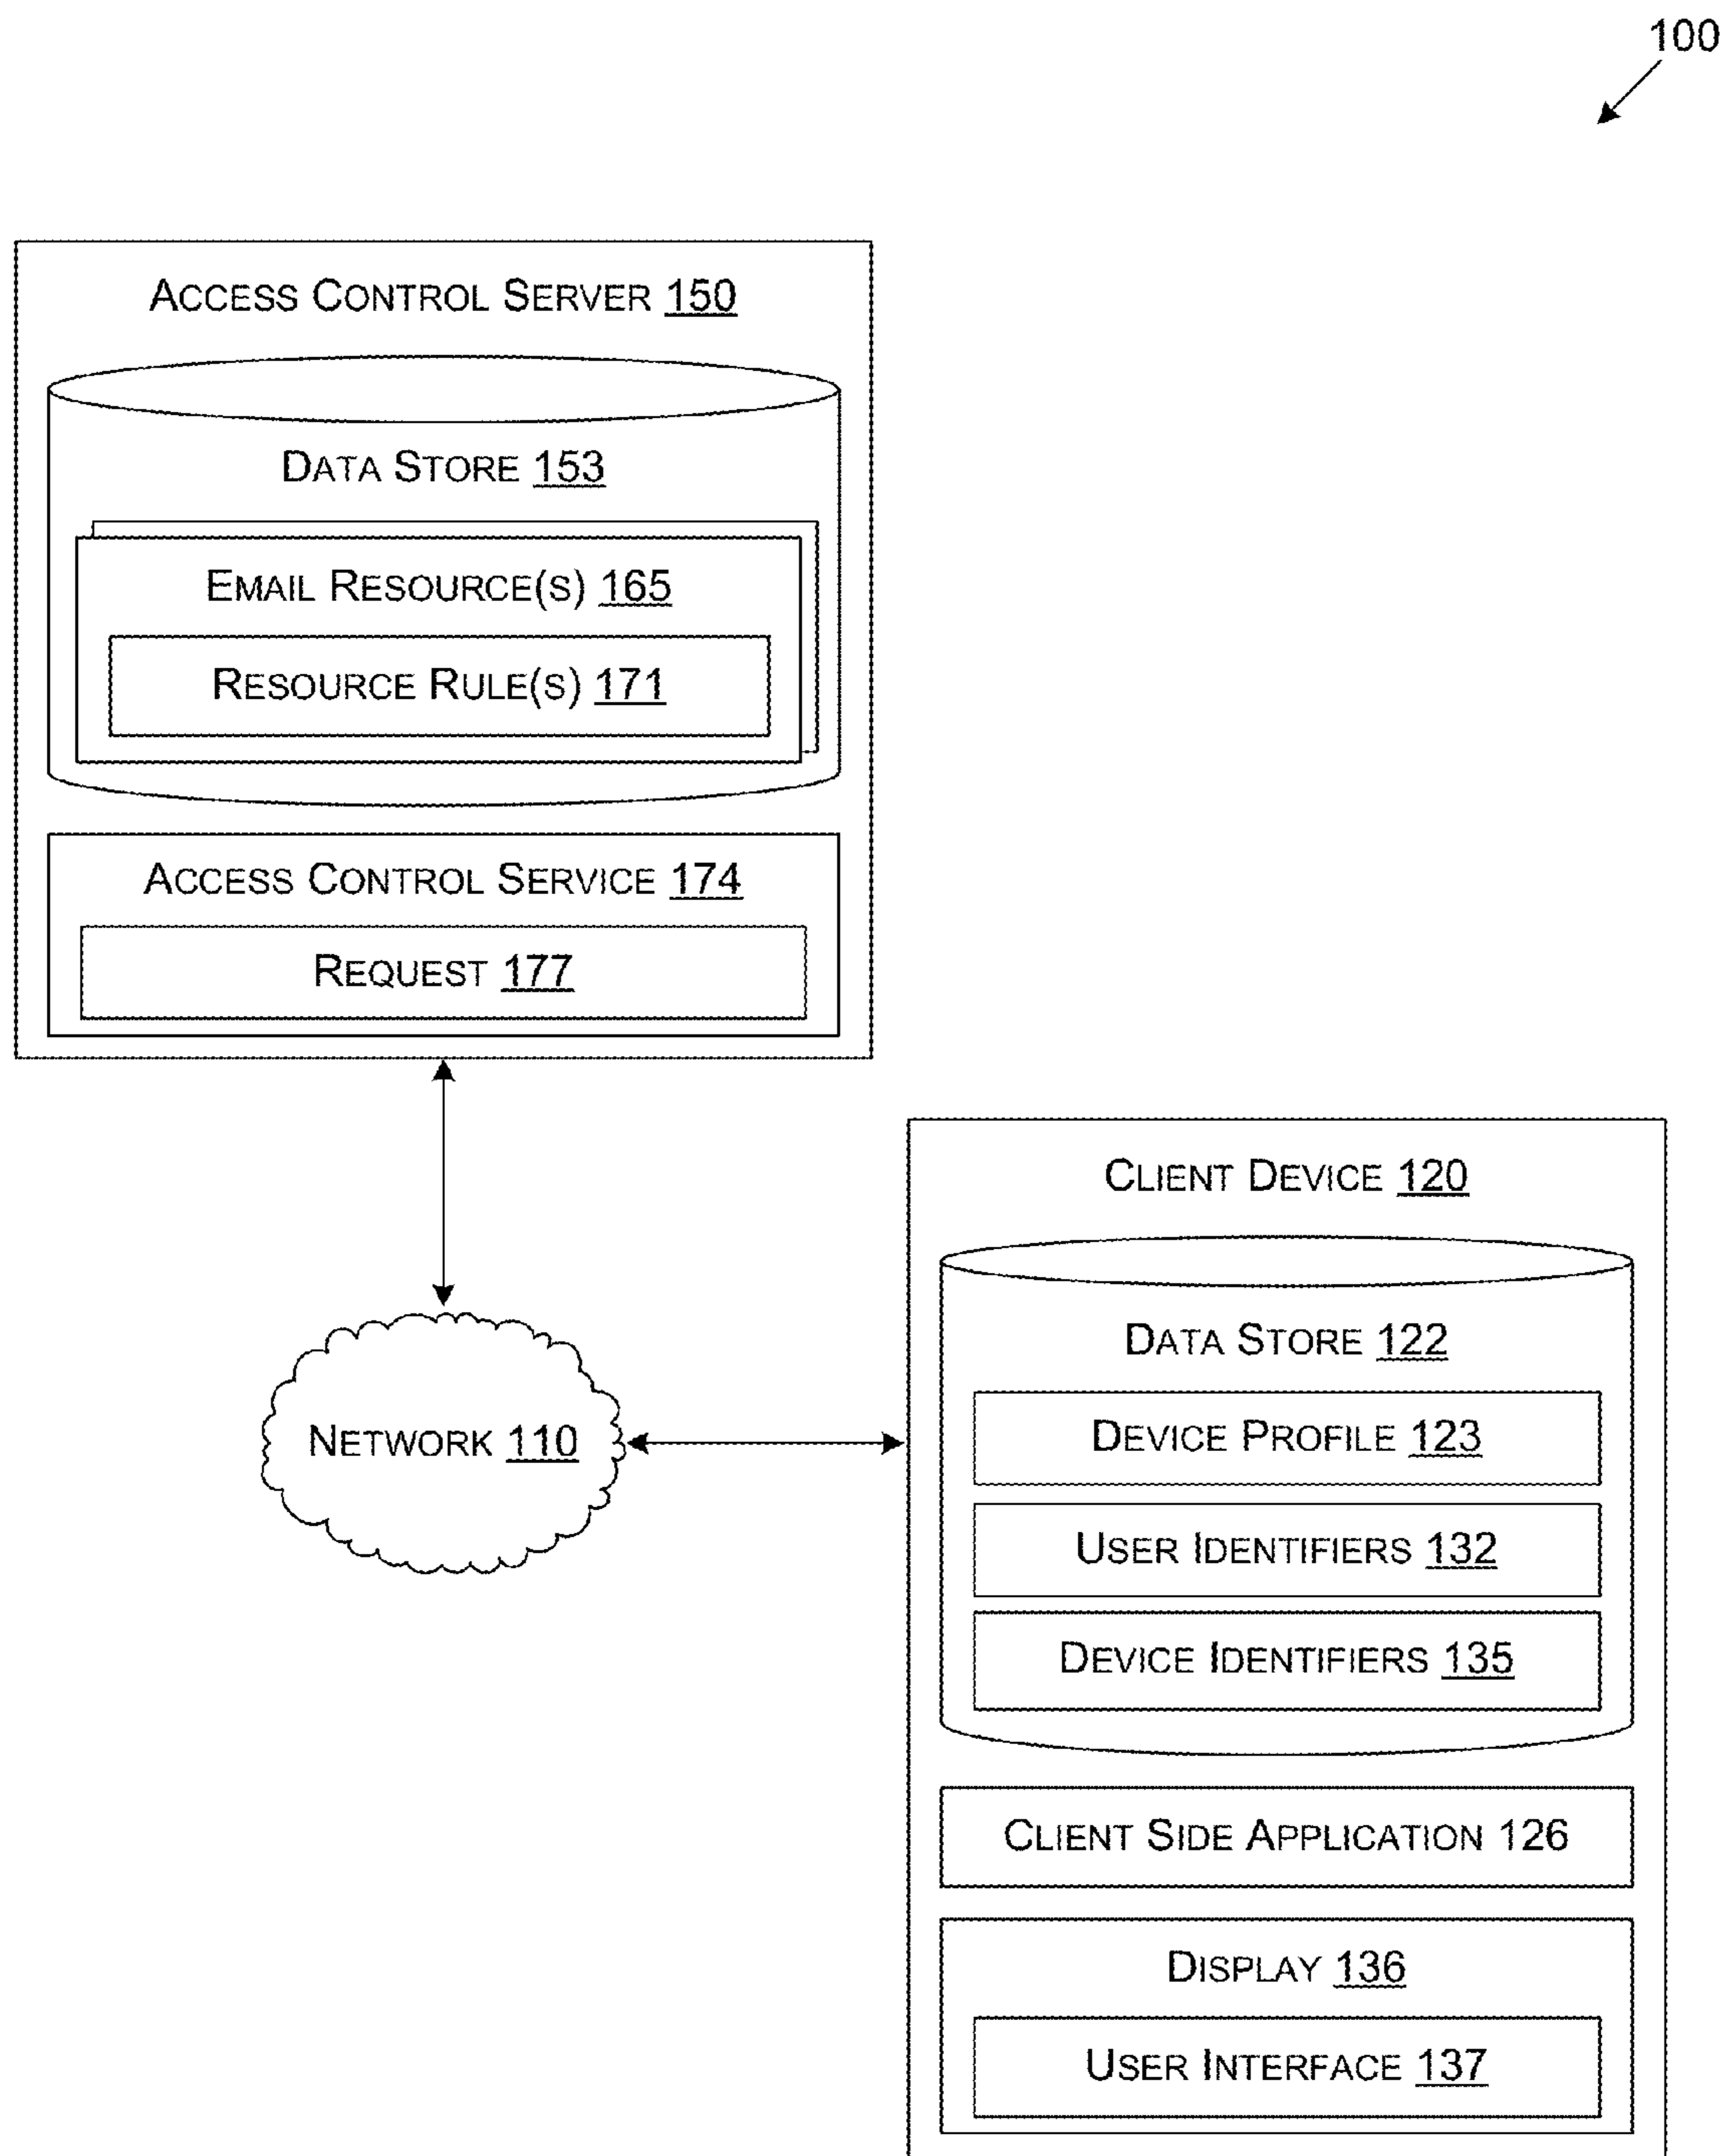 100
ACCESS CONTROL SERVER 150
DATA STORE 153
EMAIL RESOURCE(S) 165
RESOURCE RULE(S) 171
ACCESS CONTROL SERVICE 174
REQUEST 177
NETWORK 110
CLIENT DEVICE 120
DATA STORE 122
DEVICE PROFILE 123
USER IDENTIFIERS 132
DEVICE IDENTIFIERS 135
CLIENT SIDE APPLICATION 126
DISPLAY 136
USER INTERFACE 137